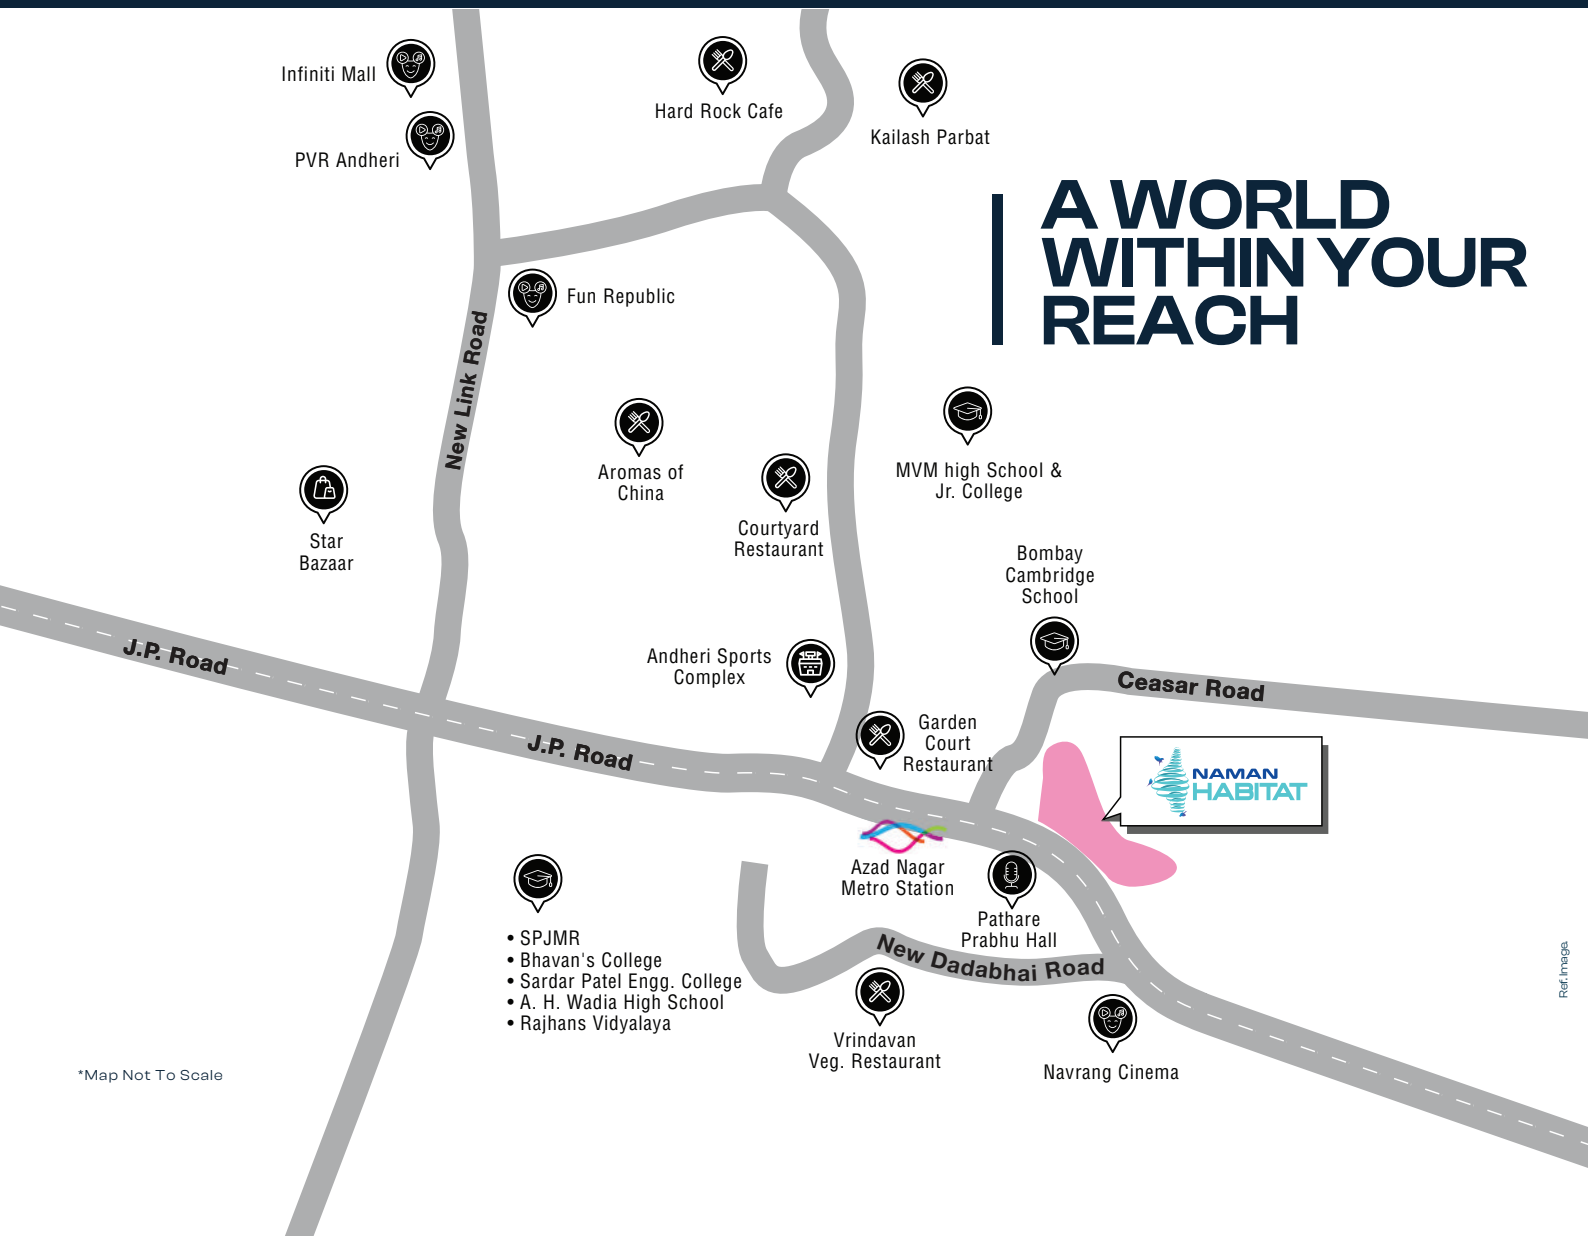 Infiniti Mall
PVR Andheri
Hard Rock Cafe
Kailash Parbat
A WORLD
WITHIN YOUR
REACH
Fun Republic
New Link Road
Aromas of
China
Star
Bazaar
Courtyard
Restaurant
MVM high School &
Jr. College
Bombay
Cambridge
School
J.P. Road
Andheri Sports
Complex
Ceasar Road
J.P. Road
Garden
Court
Restaurant
NAMAN
HABITAT
Azad Nagar
Metro Station
Pathare
Prabhu Hall
• SPJMR
• Bhavan's College
• Sardar Patel Engg. College
• A. H. Wadia High School
• Rajhans Vidyalaya
New Dadabhai Road
Vrindavan
Veg. Restaurant
Navrang Cinema
*Map Not To Scale
Ref. Image.